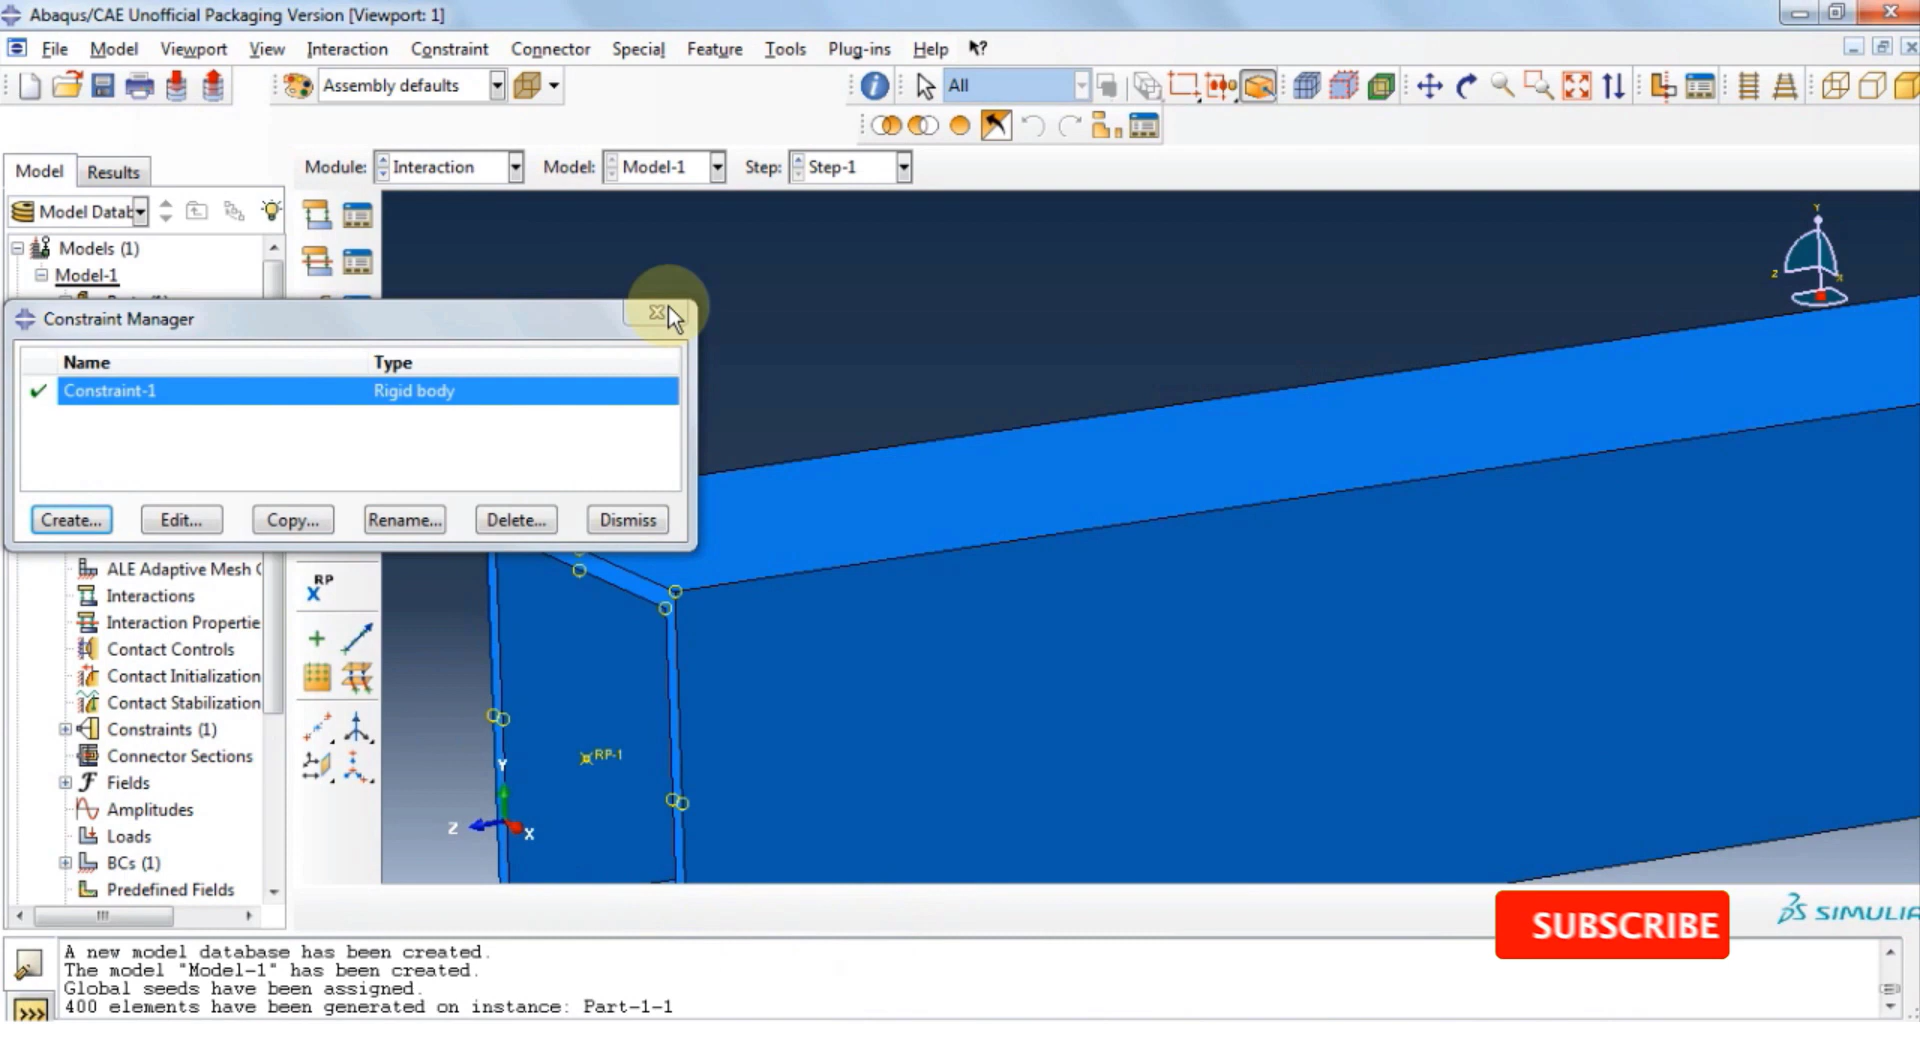 Abaqus/CAE Unofficial Packaging Version [Viewport: 1]
File Model Viewport View Interaction Constraint Connector Special Feature Tools Plug-ins Help
Assembly defaults
All
Model Results
Module: Interaction Model: Model-1 Step: Step-1
Model Datab
Models (1)
Model-1
Constraint Manager
Name Type
Constraint-1 Rigid body
Create... Edit... Copy... Rename... Delete... Dismiss
ALE Adaptive Mesh C
Interactions
Interaction Propertie
Contact Controls
Contact Initialization
Contact Stabilization
Constraints (1)
Connector Sections
Fields
Amplitudes
Loads
BCs (1)
Predefined Fields
RP
RP-1
Y
Z
X
Y
Z
X
SUBSCRIBE
SIMULIA
A new model database has been created.
The model "Model-1" has been created.
Global seeds have been assigned.
400 elements have been generated on instance: Part-1-1